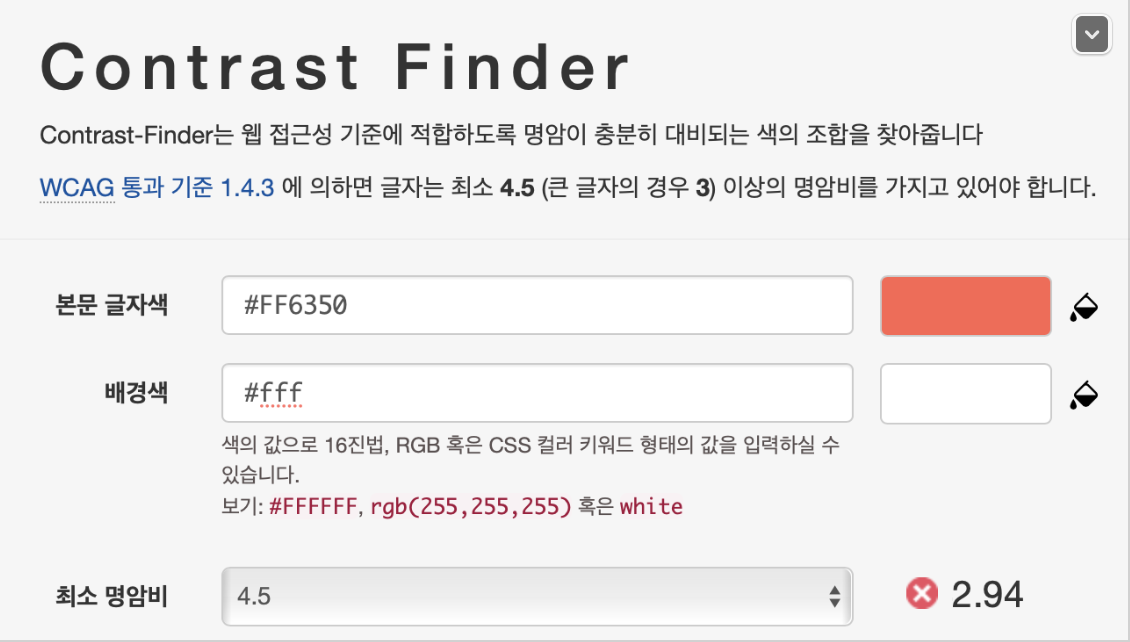 Contrast Finder
Contrast-Finder는 웹 접근성 기준에 적합하도록 명암이 충분히 대비되는 색의 조합을 찾아줍니다
WCAG 통과 기준 1.4.3 에 의하면 글자는 최소 4.5 (큰 글자의 경우 3) 이상의 명암비를 가지고 있어야 합니다.
본문 글자색
#FF6350
배경색
#fff
색의 값으로 16진법, RGB 혹은 CSS 컬러 키워드 형태의 값을 입력하실 수
있습니다.
보기: #FFFFFF, rgb(255,255,255) 혹은 white
최소 명암비
4.5
2.94